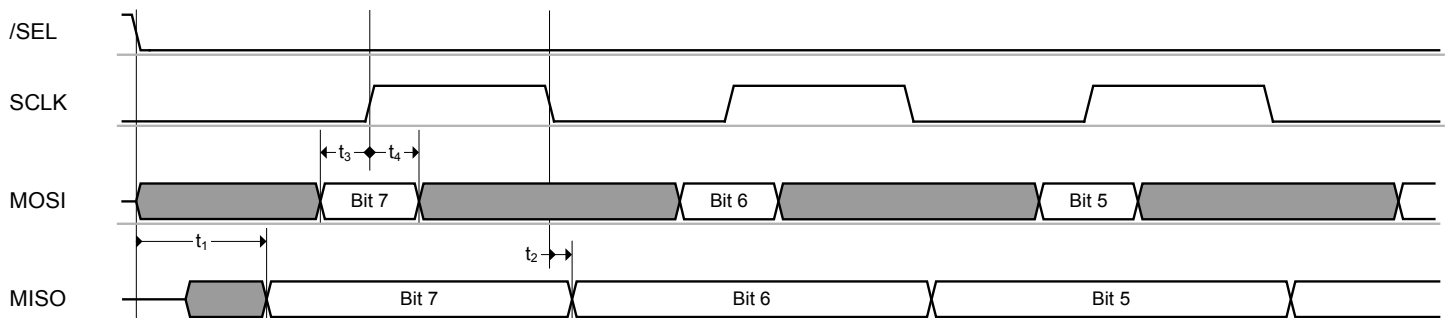 /SEL
SCLK
t3 t4
MOSI Bit 7 Bit 6 Bit 5
t1
t2
MISO Bit 7 Bit 6 Bit 5